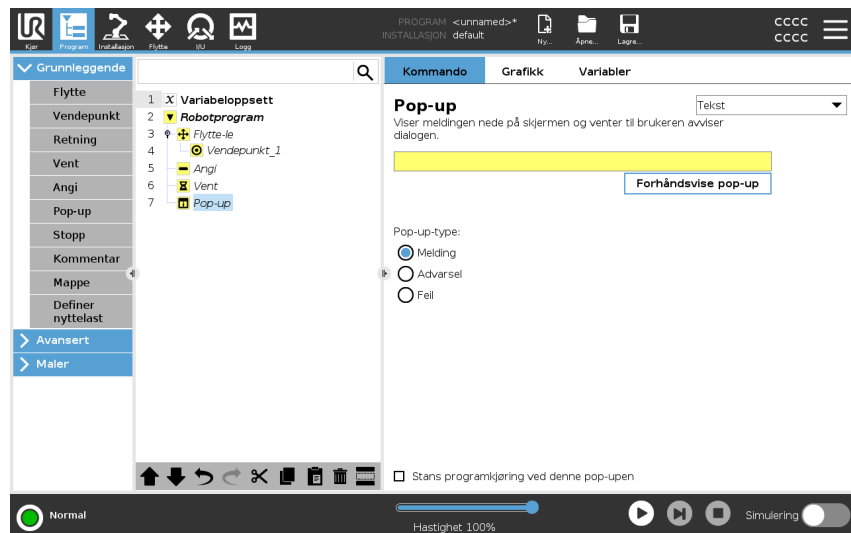 PROGRAM <unnamed>*
INSTALLASJON default
Kjør
Program
Installasjon
Flytte
I/U
Logg
Ny...
Åpne...
Lagre...
CCCC
CCCC
Grunnleggende
Flytte
Vendepunkt
Retning
Vent
Angi
Pop-up
Stopp
Kommentar
Mappe
Definer
nyttelast
Avansert
Maler
1 X Variabeloppsett
2 Robotprogram
3 Flytte-le
4 Vendepunkt_1
5 Angi
6 Vent
7 Pop-up
Kommando
Grafikk
Variabler
Pop-up
Tekst
Viser meldingen nede på skjermen og venter til brukeren avviser
dialogen.
Forhåndsvise pop-up
Pop-up-type:
Melding
Advarsel
Feil
Stans programkjøring ved denne pop-upen
Normal
Hastighet 100%
Simulering